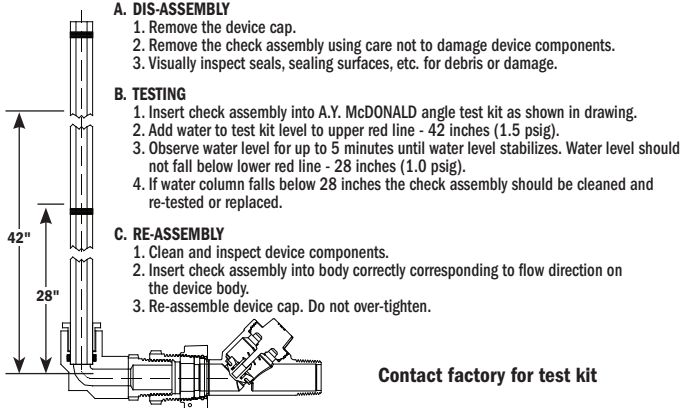 A. DIS-ASSEMBLY
1. Remove the device cap.
2. Remove the check assembly using care not to damage device components.
3. Visually inspect seals, sealing surfaces, etc. for debris or damage.
B. TESTING
1. Insert check assembly into A.Y. McDONALD angle test kit as shown in drawing.
2. Add water to test kit level to upper red line - 42 inches (1.5 psig).
3. Observe water level for up to 5 minutes until water level stabilizes. Water level should
not fall below lower red line - 28 inches (1.0 psig).
4. If water column falls below 28 inches the check assembly should be cleaned and
re-tested or replaced.
C. RE-ASSEMBLY
1. Clean and inspect device components.
2. Insert check assembly into body correctly corresponding to flow direction on
the device body.
3. Re-assemble device cap. Do not over-tighten.
42"
28"
Contact factory for test kit